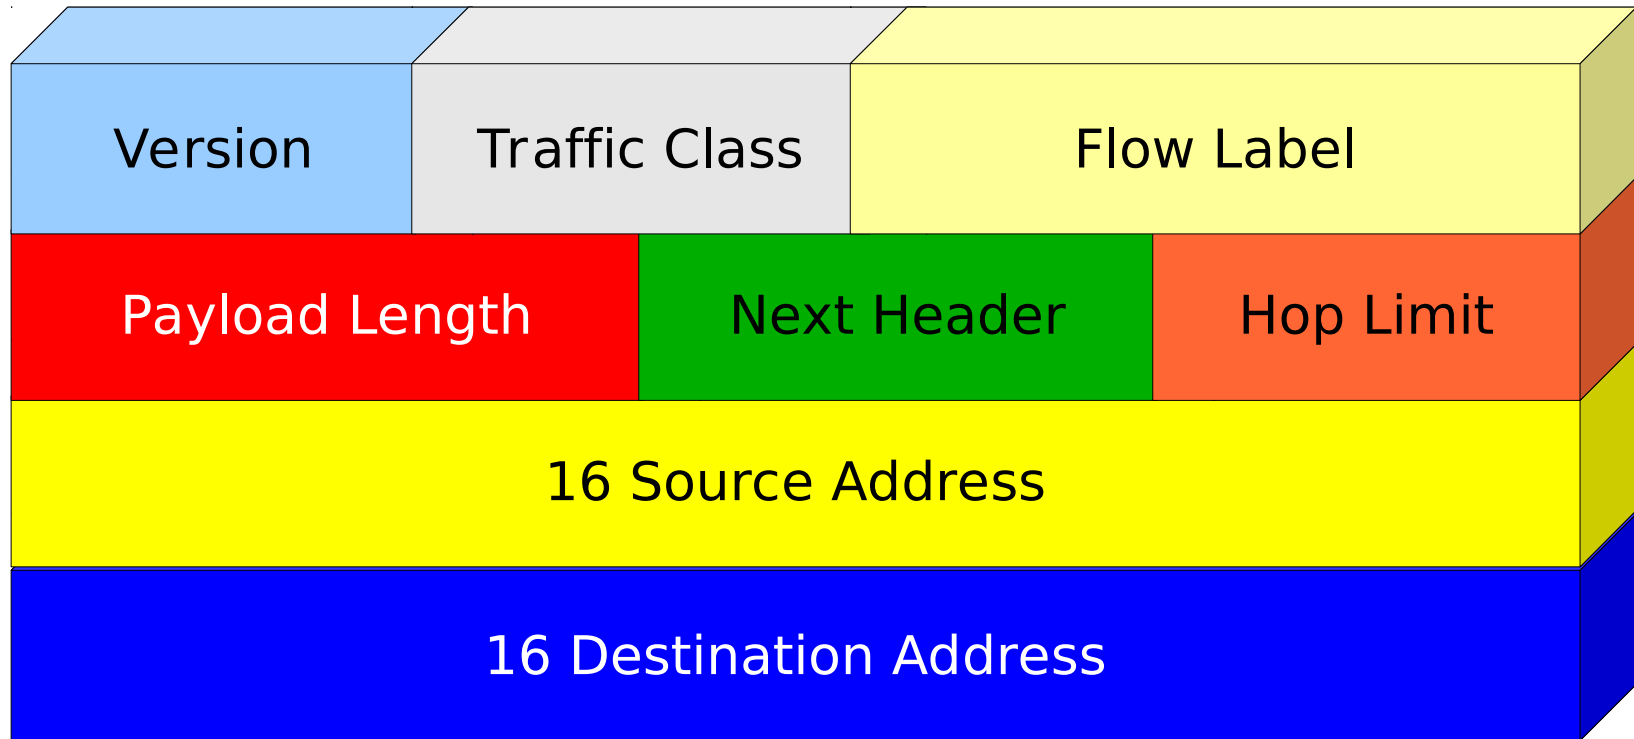 Version Traffic Class Flow Label
Payload Length Next Header Hop Limit
16 Source Address
16 Destination Address